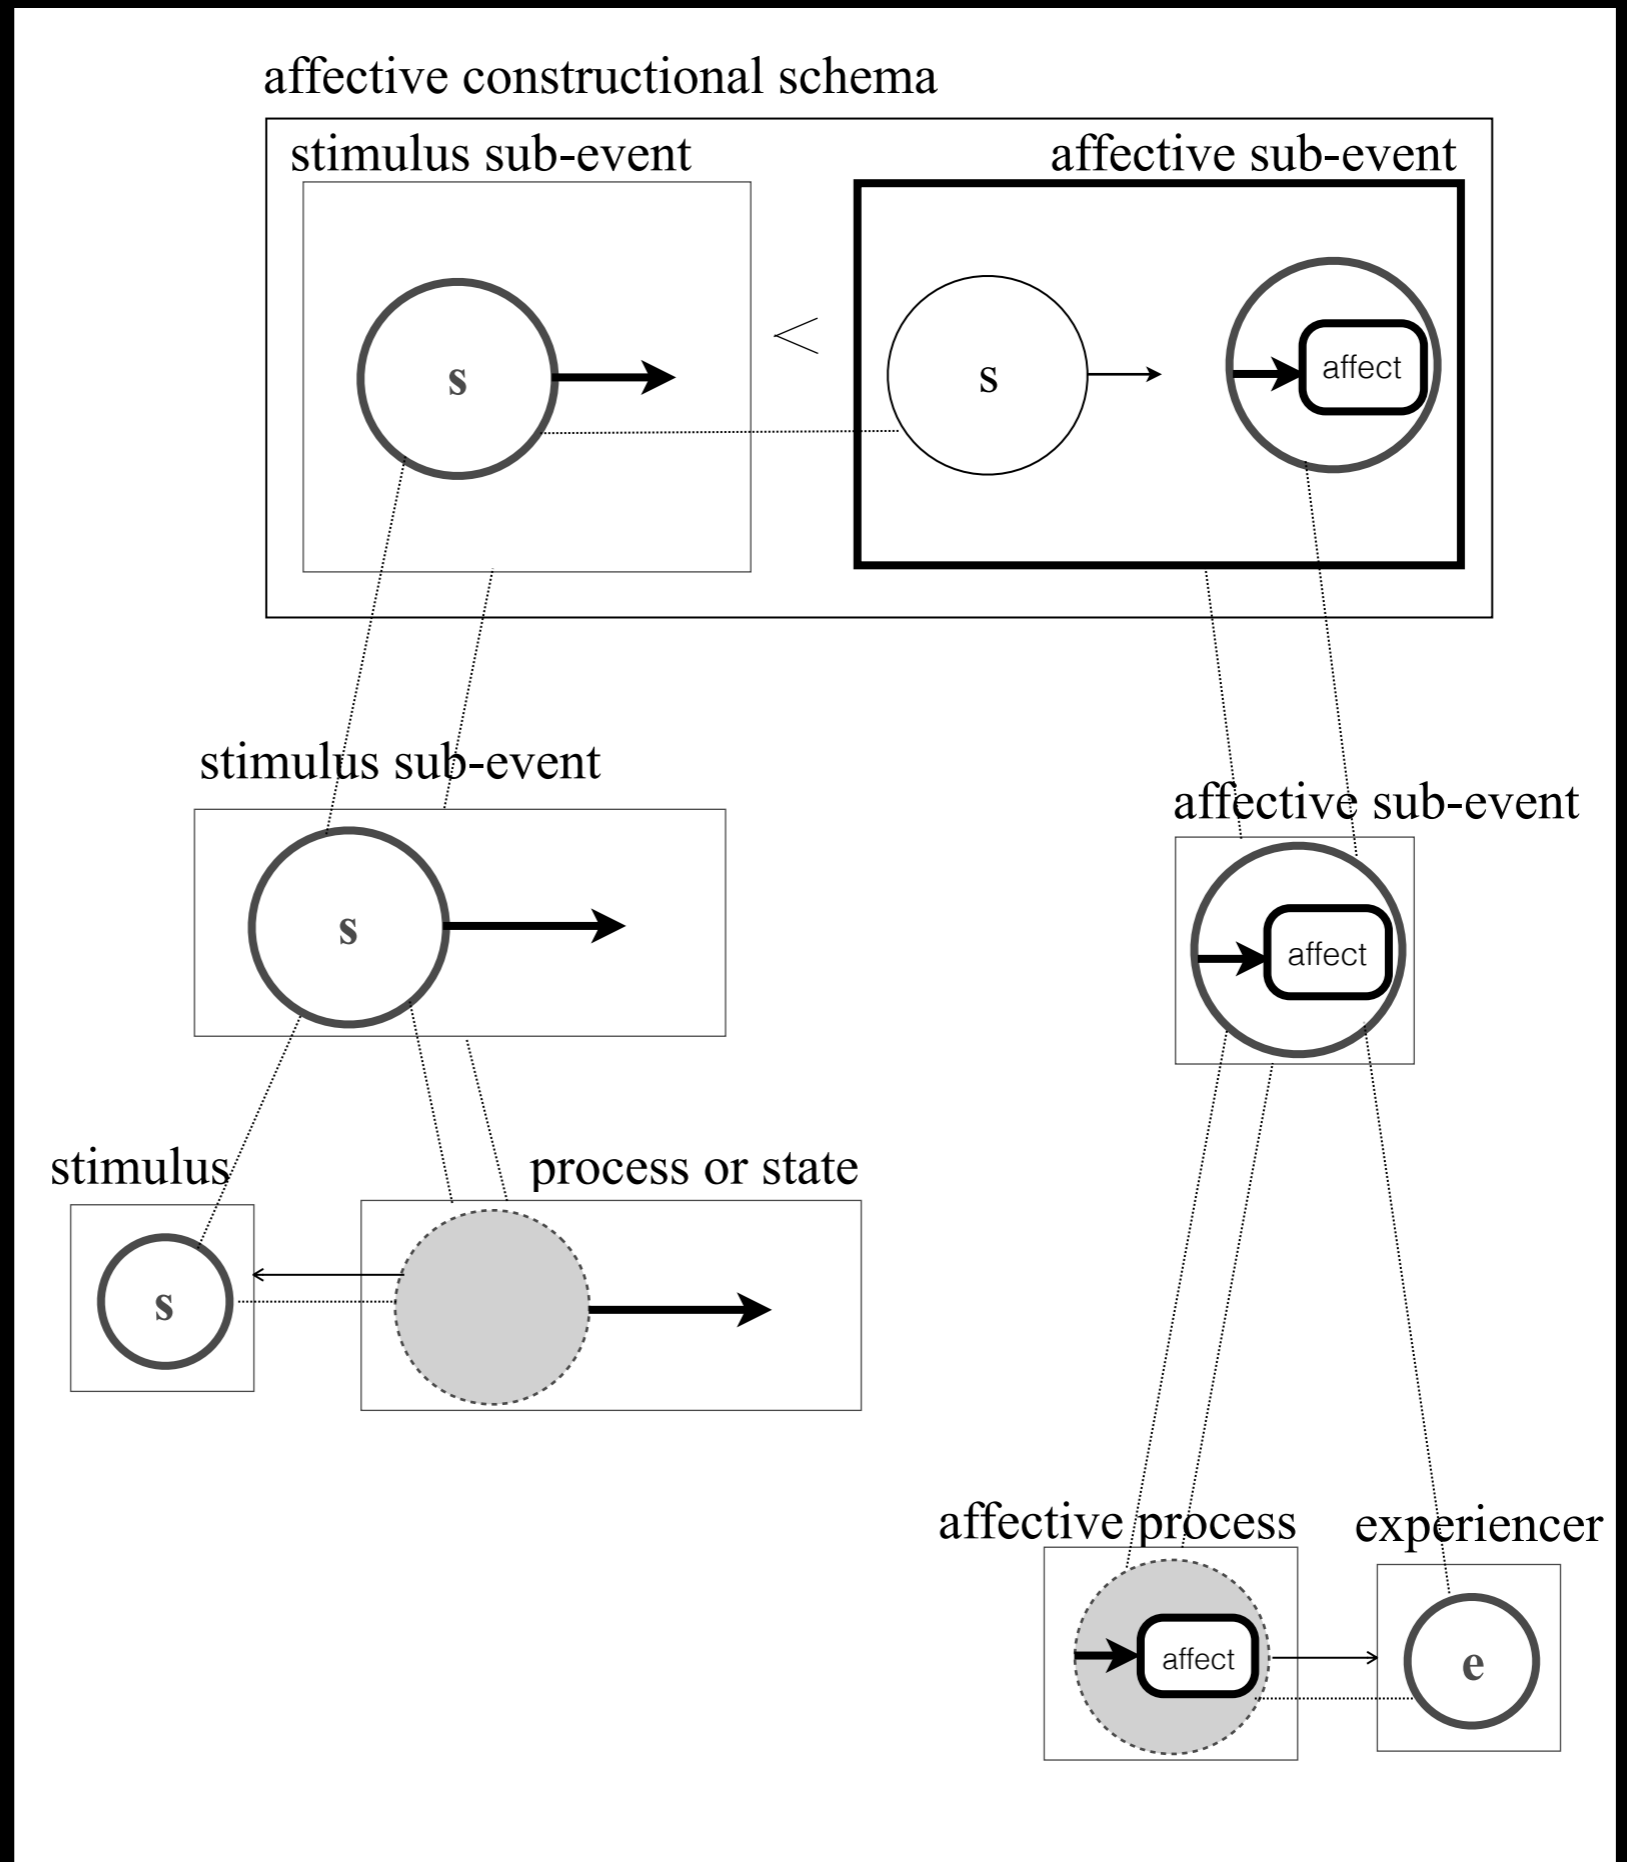 affective constructional schema
stimulus sub-event
affective sub-event
s
<
s
affect
stimulus sub-event
affective sub-event
s
affect
stimulus
process or state
s
affective process
experiencer
affect
e